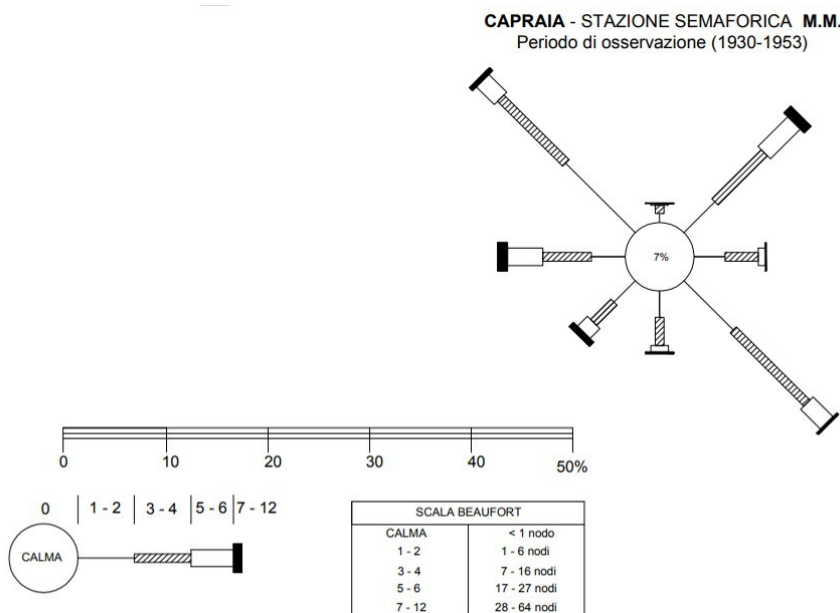 CAPRAIA - STAZIONE SEMAFORICA M.M.
Periodo di osservazione (1930-1953)
7%
0 10 20 30 40 50%
0 1 - 2 3 - 4 5 - 6 7 - 12
CALMA
SCALA BEAUFORT
CALMA < 1 nodo
1 - 2 1 - 6 nodi
3 - 4 7 - 16 nodi
5 - 6 17 - 27 nodi
7 - 12 28 - 64 nodi